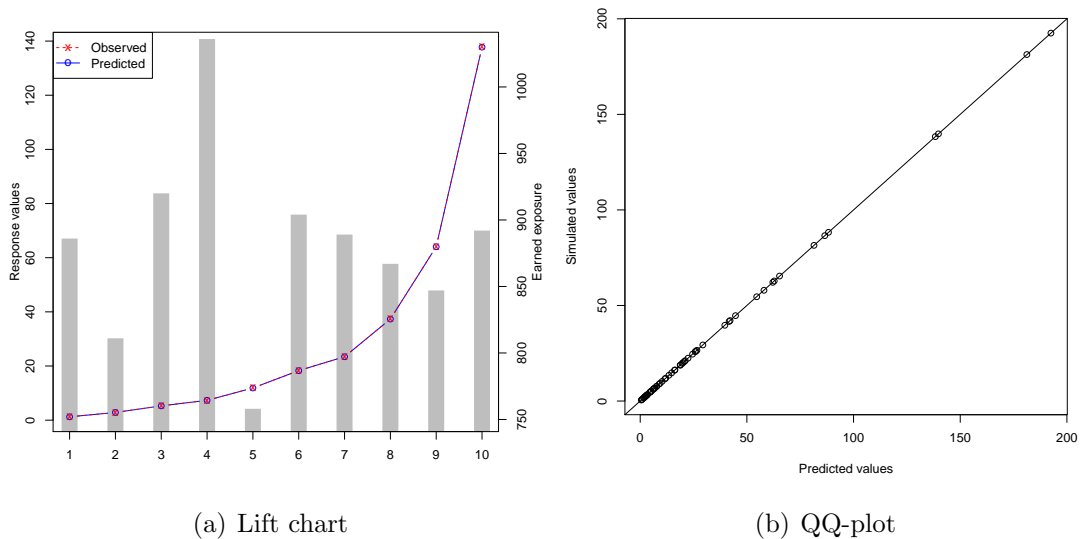 Observed
Predicted
Response values
0
20
40
60
80
100
120
140
Earned exposure
750
800
850
900
950
1000
1 2 3 4 5 6 7 8 9 10
(a) Lift chart
Simulated values
0
50
100
150
200
0 50 100 150 200
Predicted values
(b) QQ-plot